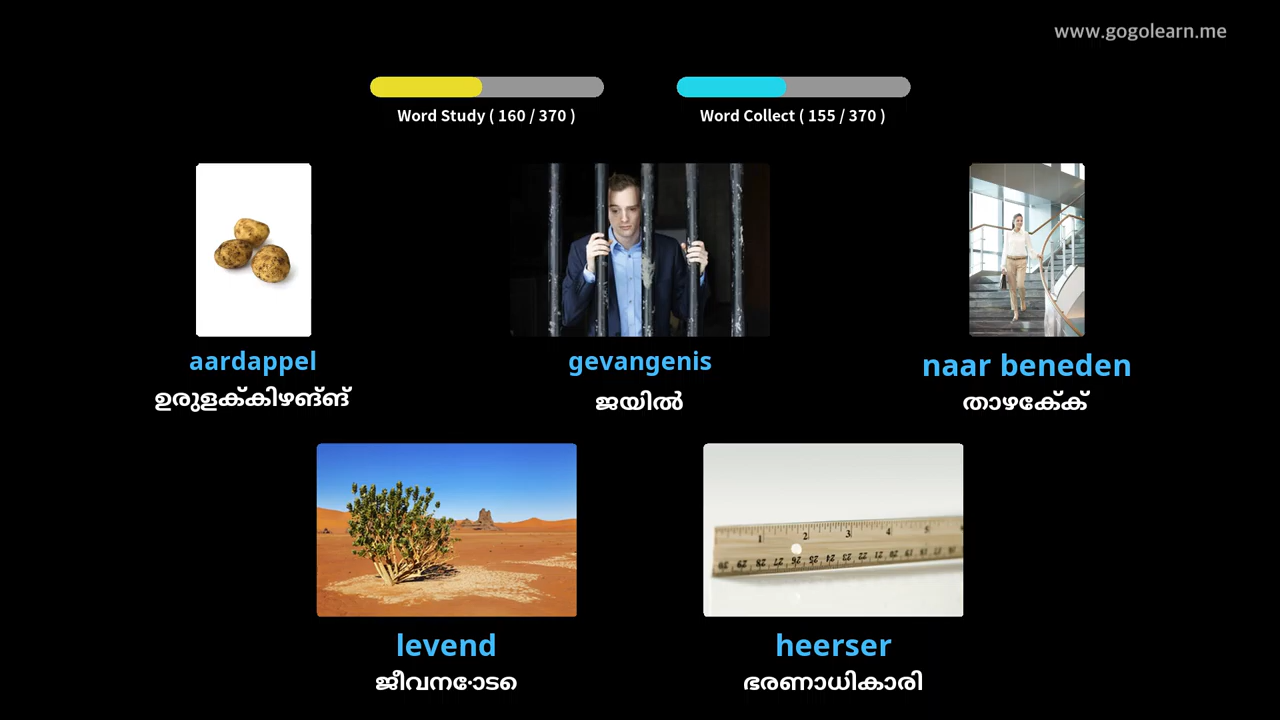 www.gogolearn.me
Word Study ( 160 / 370 )
Word Collect ( 155 / 370 )
aardappel
ഉരുളക്കിഴങ്ങ്
gevangenis
ജയിൽ
naar beneden
താഴേക്ക്
levend
ജീവനോടെ
heerser
ഭരണാധികാരി